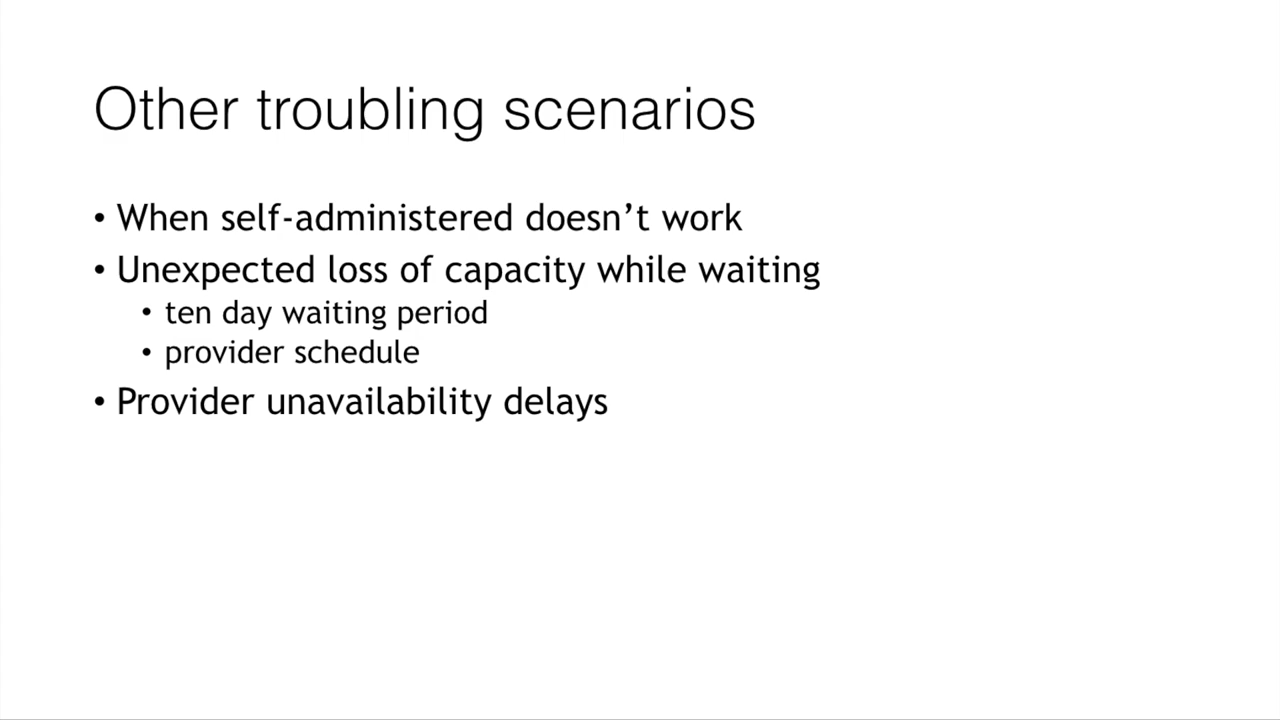 Other troubling scenarios
• When self-administered doesn’t work
• Unexpected loss of capacity while waiting
• ten day waiting period
• provider schedule
• Provider unavailability delays